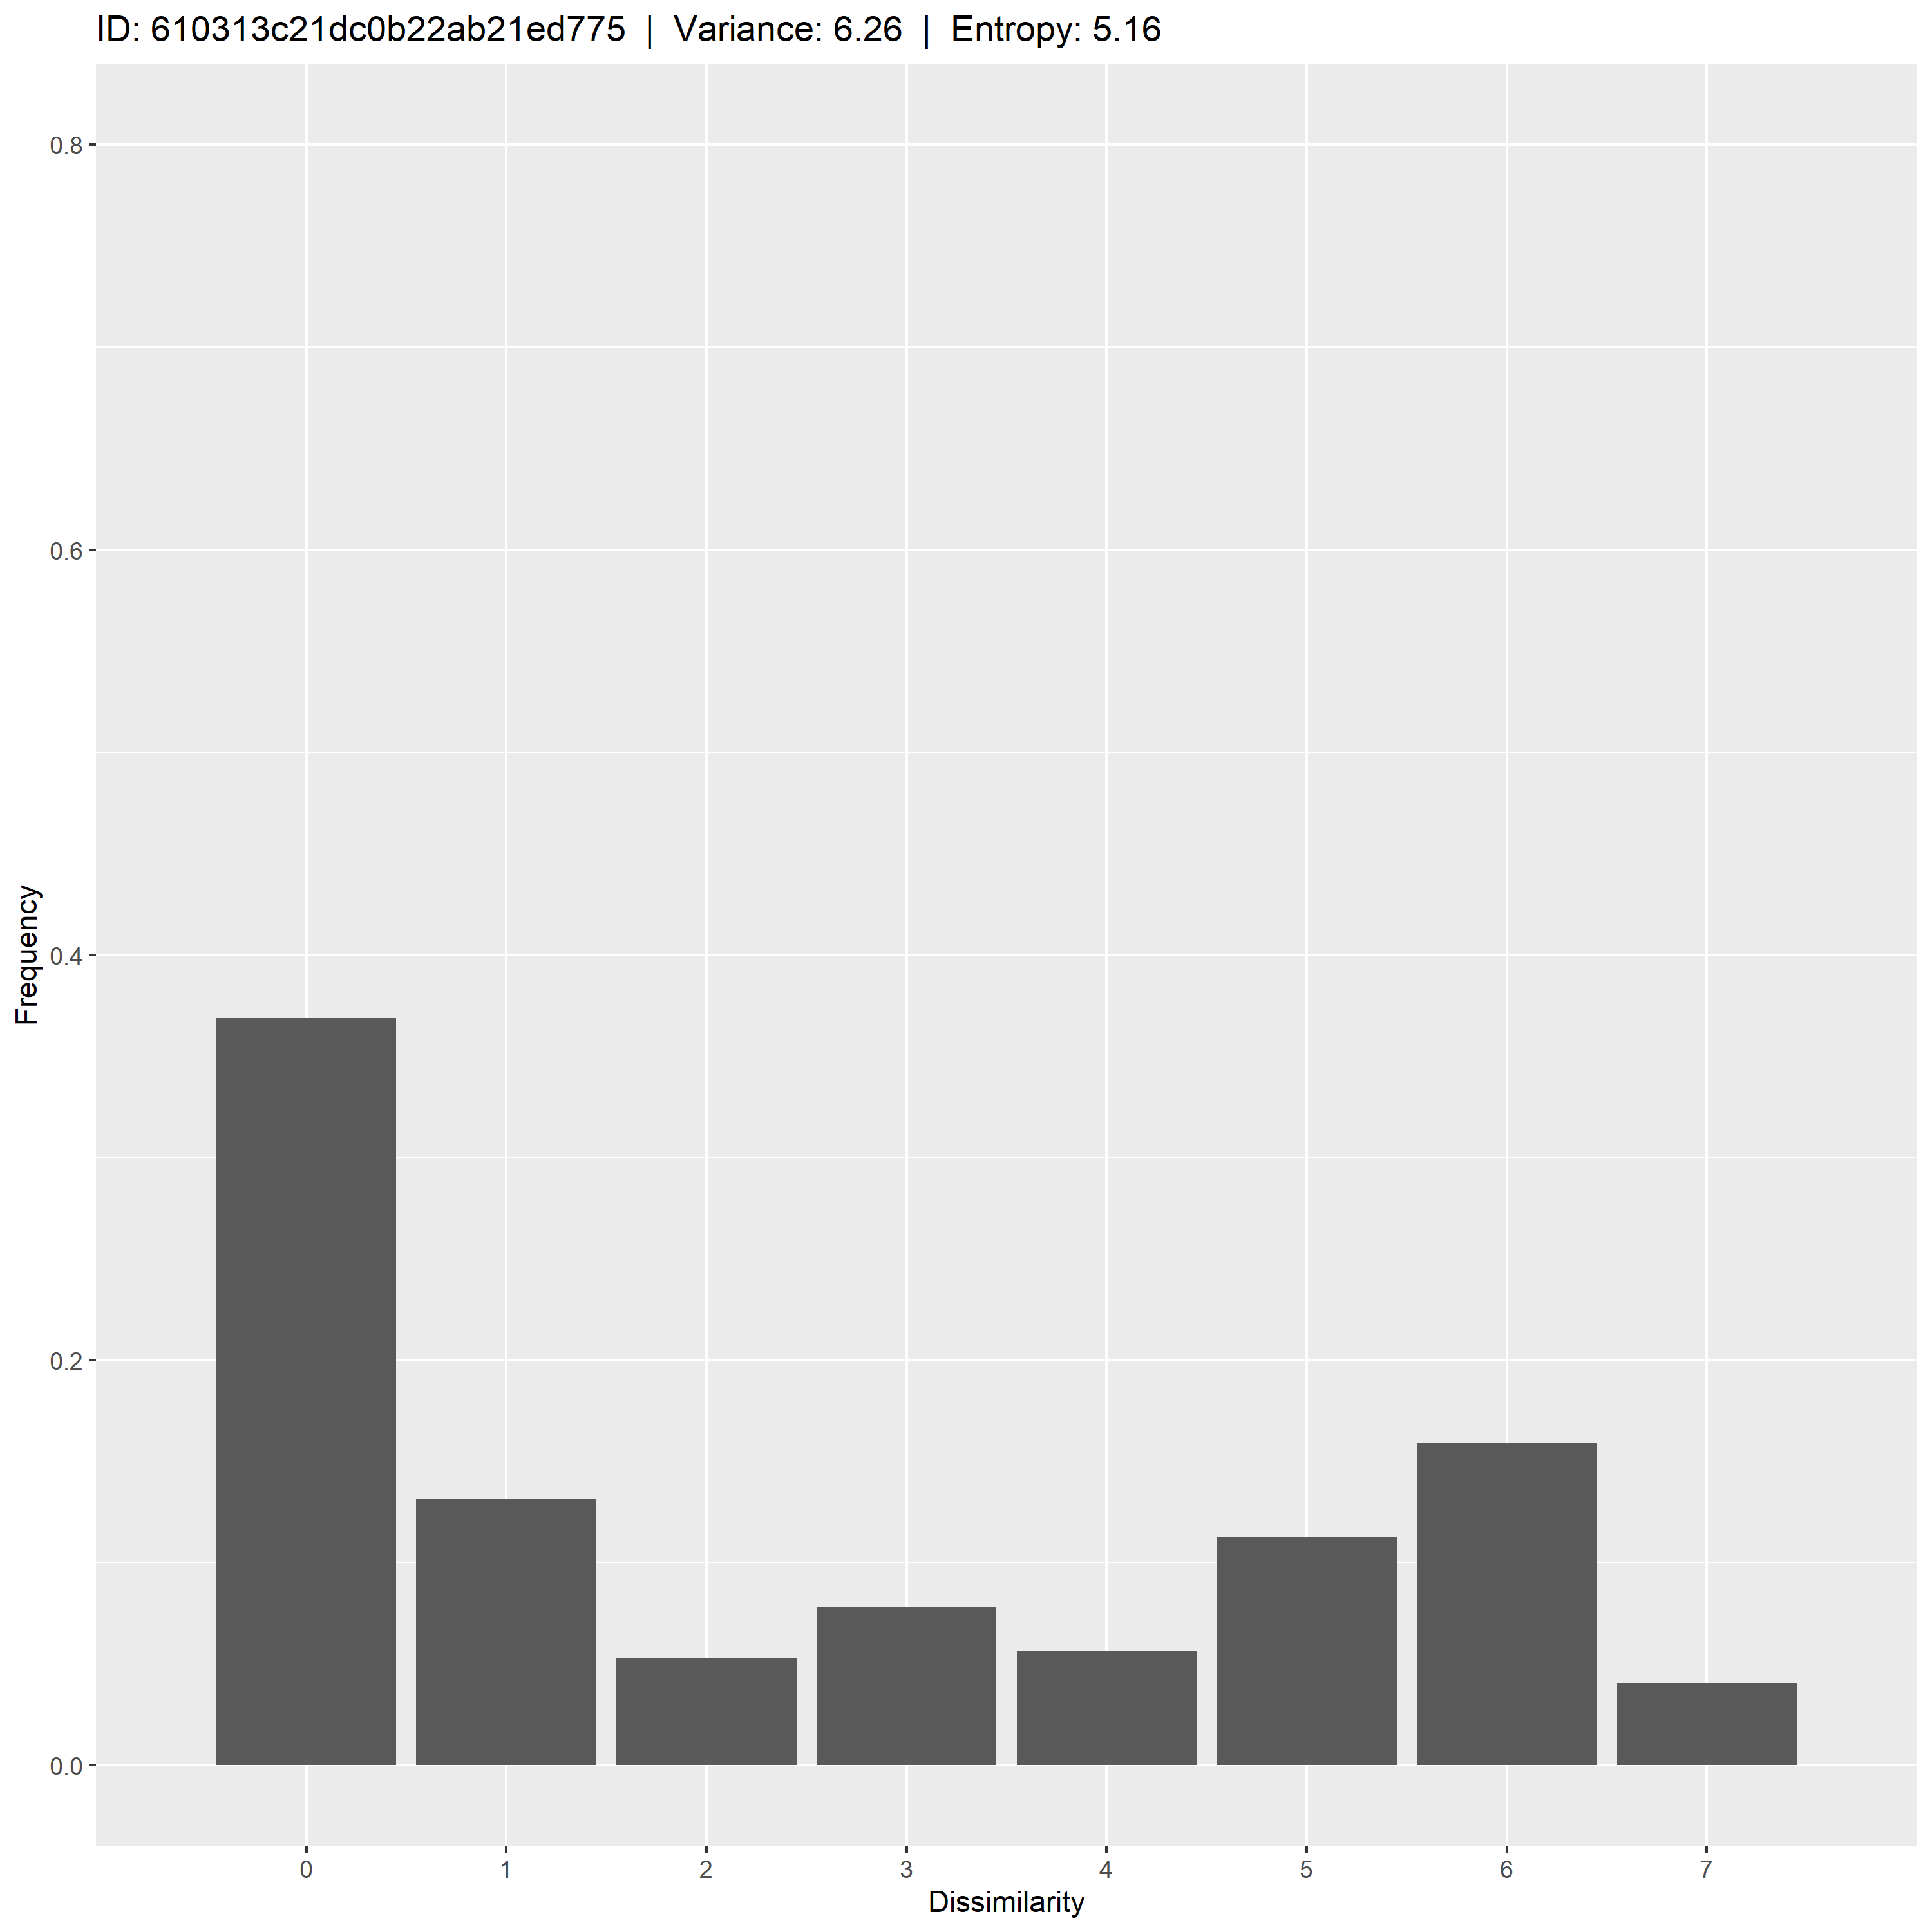 ID: 610313c21dc0b22ab21ed775 | Variance: 6.26 | Entropy: 5.16
0.8
0.6
0.4
0.2
0.0
Frequency
0 1 2 3 4 5 6 7
Dissimilarity